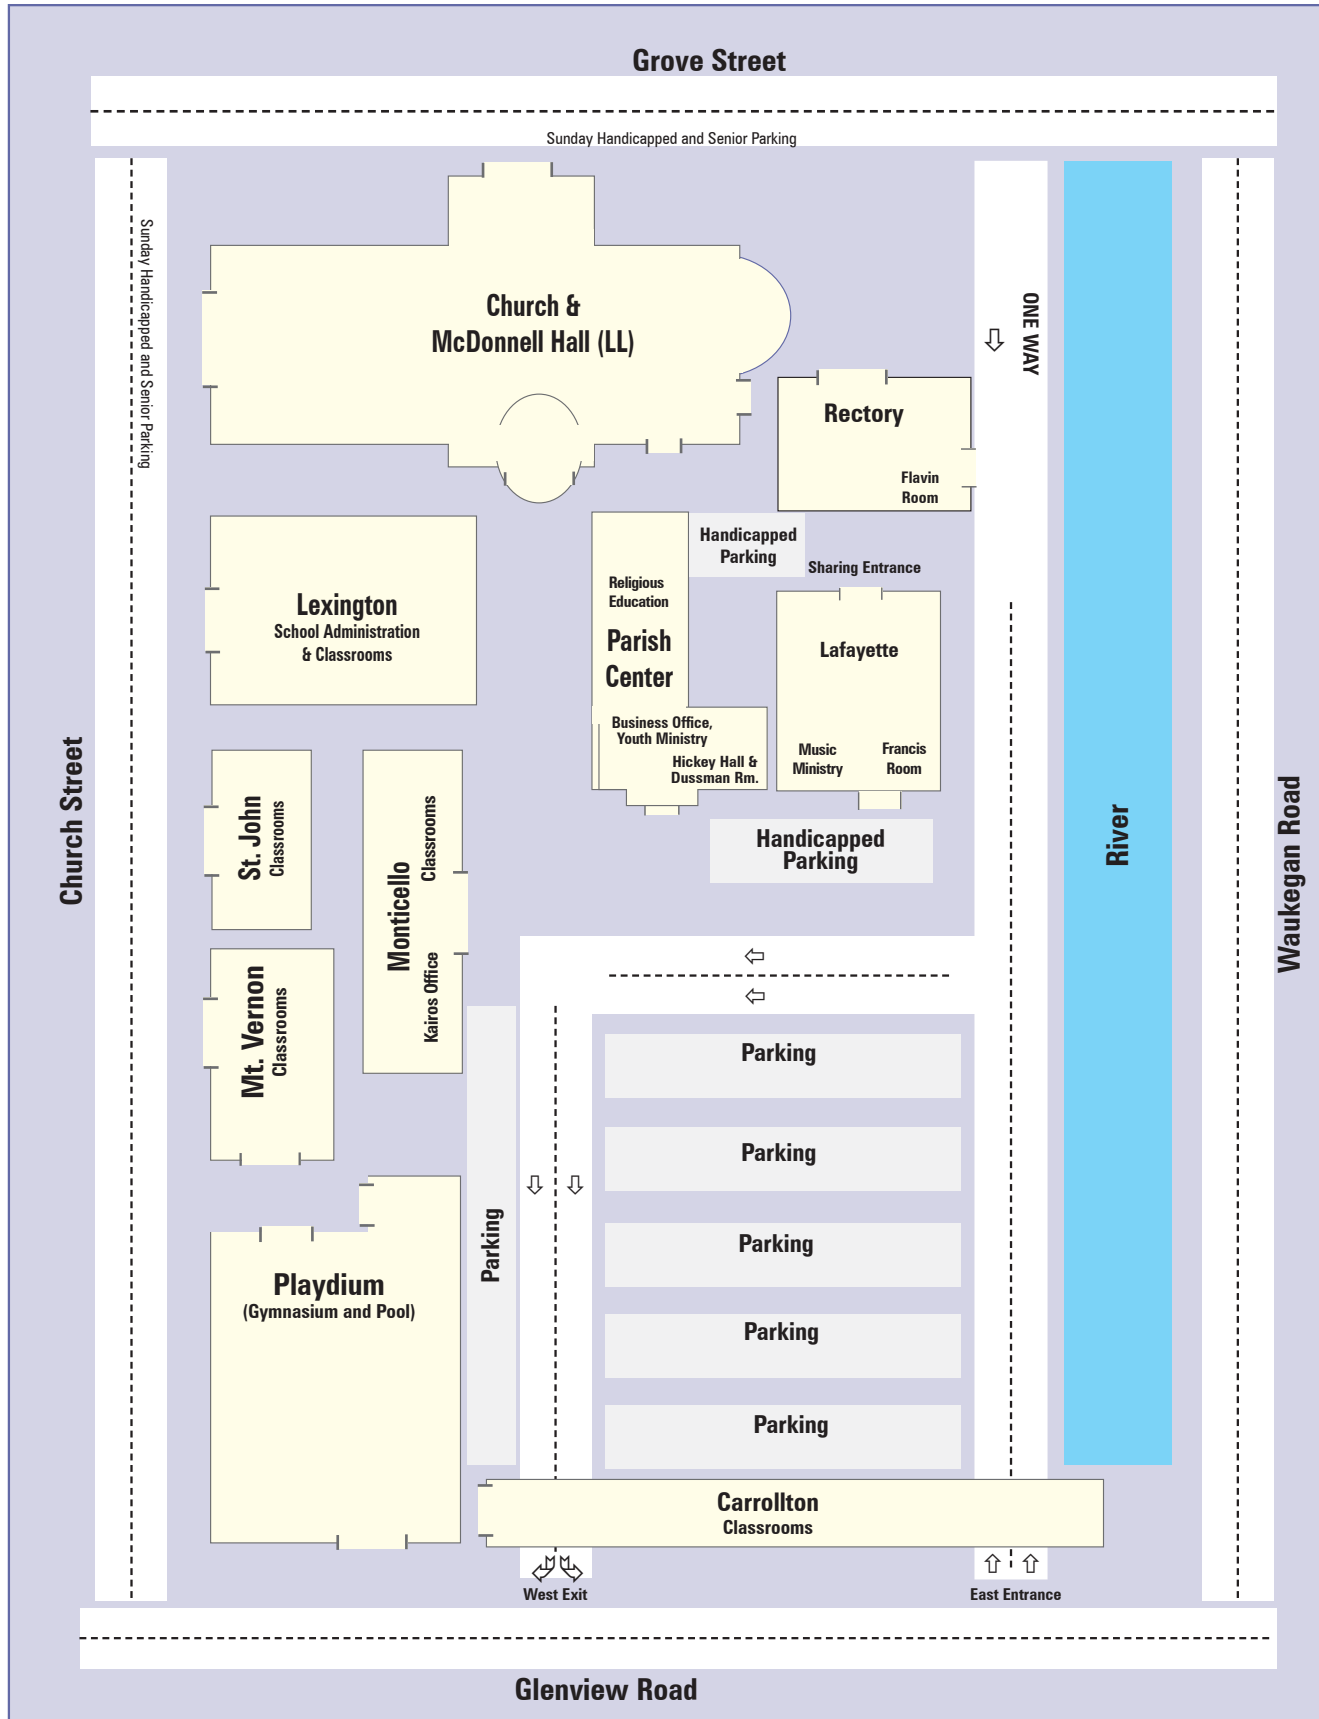 Grove Street
Sunday Handicapped and Senior Parking
Sunday Handicapped and Senior Parking
Church &
McDonnell Hall (LL)
ONE WAY
Rectory
Flavin
Room
Handicapped
Parking
Sharing Entrance
Religious
Education
Parish
Center
Business Office,
Youth Ministry
Hickey Hall &
Dussman Rm.
Lexington
School Administration
& Classrooms
Lafayette
Music
Ministry
Francis
Room
Church Street
St. John
Classrooms
Monticello
Classrooms
Kairos Office
Handicapped
Parking
River
Waukegan Road
Mt. Vernon
Classrooms
Parking
Parking
Parking
Parking
Parking
Parking
Playdium
(Gymnasium and Pool)
Carrollton
Classrooms
West Exit
East Entrance
Glenview Road